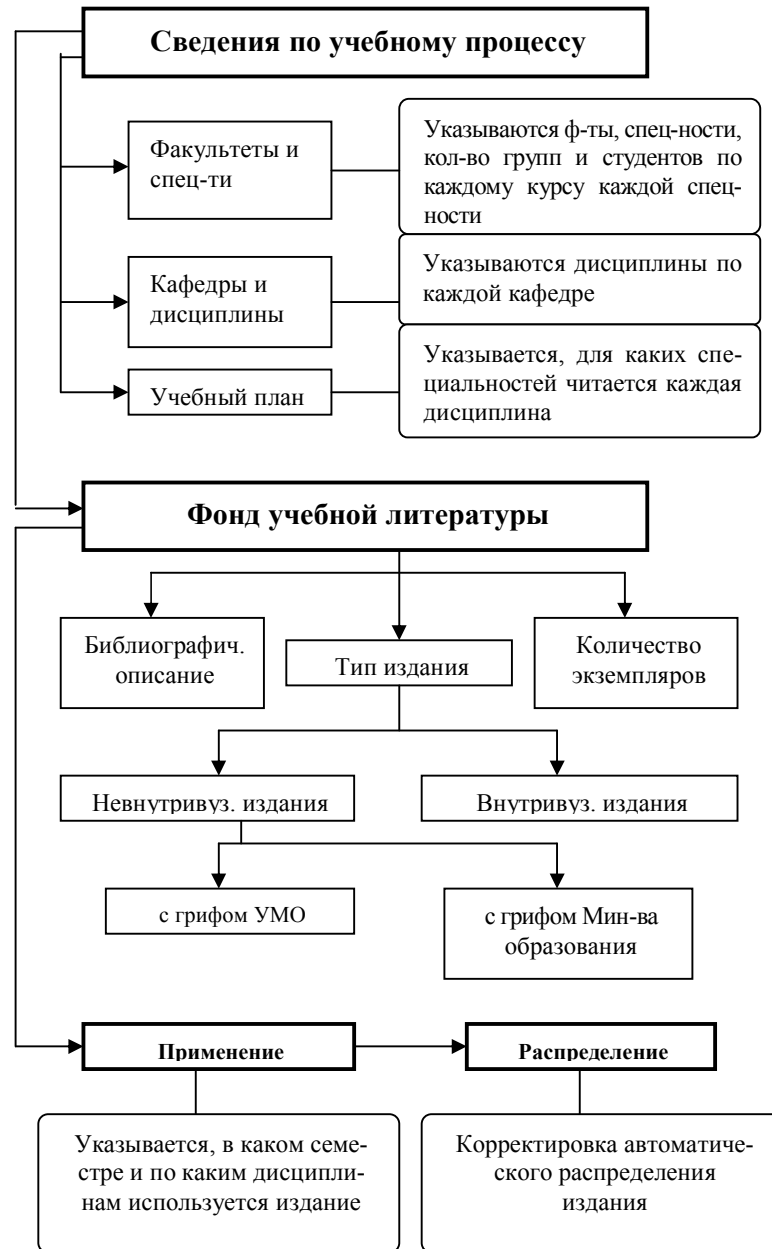 Сведения по учебному процессу
Факультеты и
спец-ти
Указываются ф-ты, спец-ности,
кол-во групп и студентов по
каждому курсу каждой спец-
ности
Кафедры и
дисциплины
Указываются дисциплины по
каждой кафедре
Учебный план
Указывается, для каких спе-
циальностей читается каждая
дисциплина
Фонд учебной литературы
Библиографич.
описание
Тип издания
Количество
экземпляров
Невнутривуз. издания
Внутривуз. издания
с грифом УМО
с грифом Мин-ва
образования
Применение
Распределение
Указывается, в каком семе-
стре и по каким дисципли-
нам используется издание
Корректировка автоматиче-
ского распределения
издания